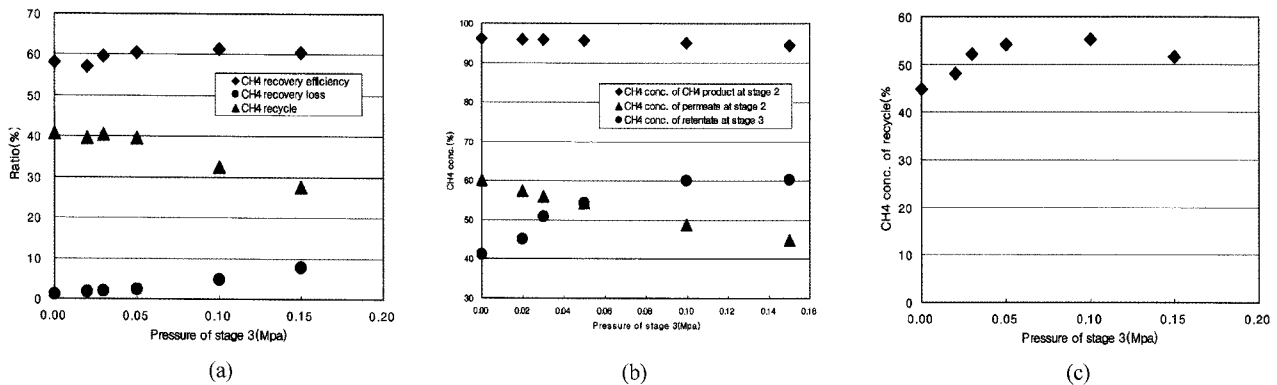 70
60
50
40
30
20
10
0
Ratio(%)
CH4 recovery efficiency
CH4 recovery loss
CH4 recycle
0.00 0.05 0.10 0.15 0.20
Pressure of stage 3(Mpa)
(a)
100
90
80
70
60
50
40
30
CH4 conc.(%)
CH4 conc. of CH4 product at stage 2
CH4 conc. of permeate at stage 2
CH4 conc. of retentate at stage 3
0.00 0.02 0.04 0.06 0.08 0.10 0.12 0.14 0.16
Pressure of stage 3(Mpa)
(b)
60
50
40
30
20
10
0
CH4 conc. of recycle(%
0.00 0.05 0.10 0.15 0.20
Pressure of stage 3(Mpa)
(c)